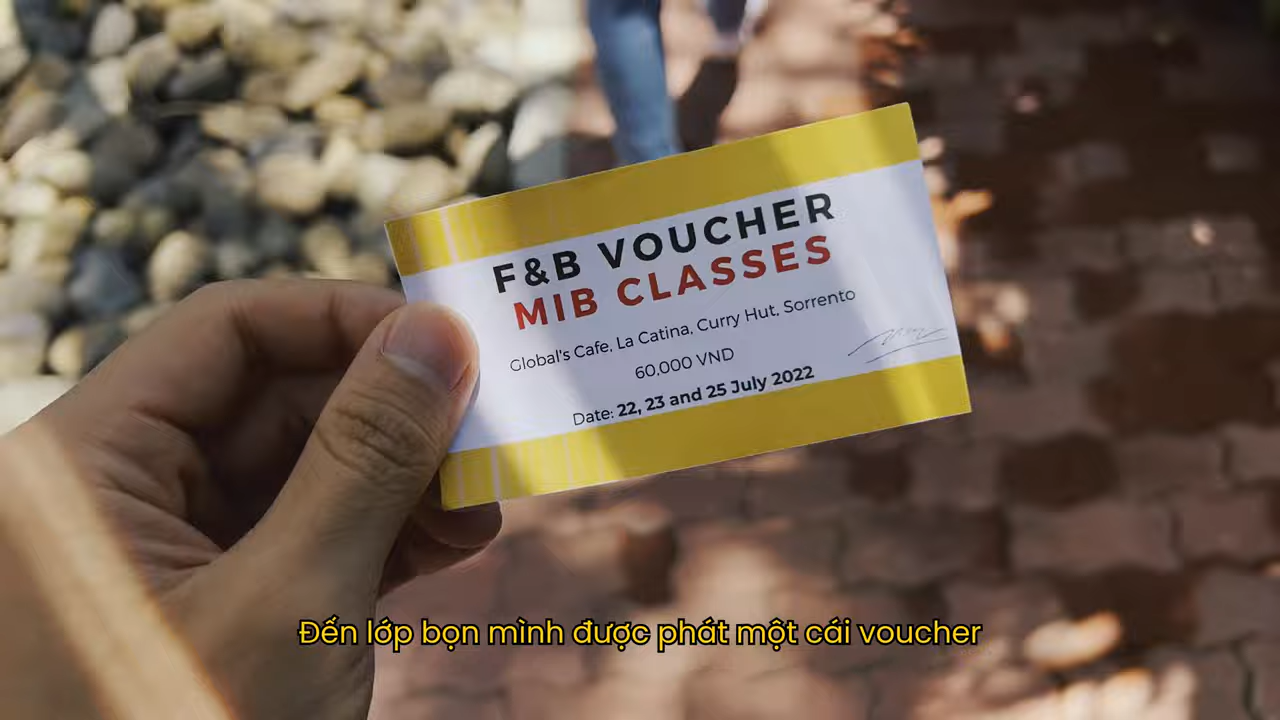 F&B VOUCHER
MIB CLASSES
Global's Cafe, La Catina, Curry Hut, Sorrento
60,000 VND
Date: 22, 23 and 25 July 2022
Đến lớp bọn mình được phát một cái voucher